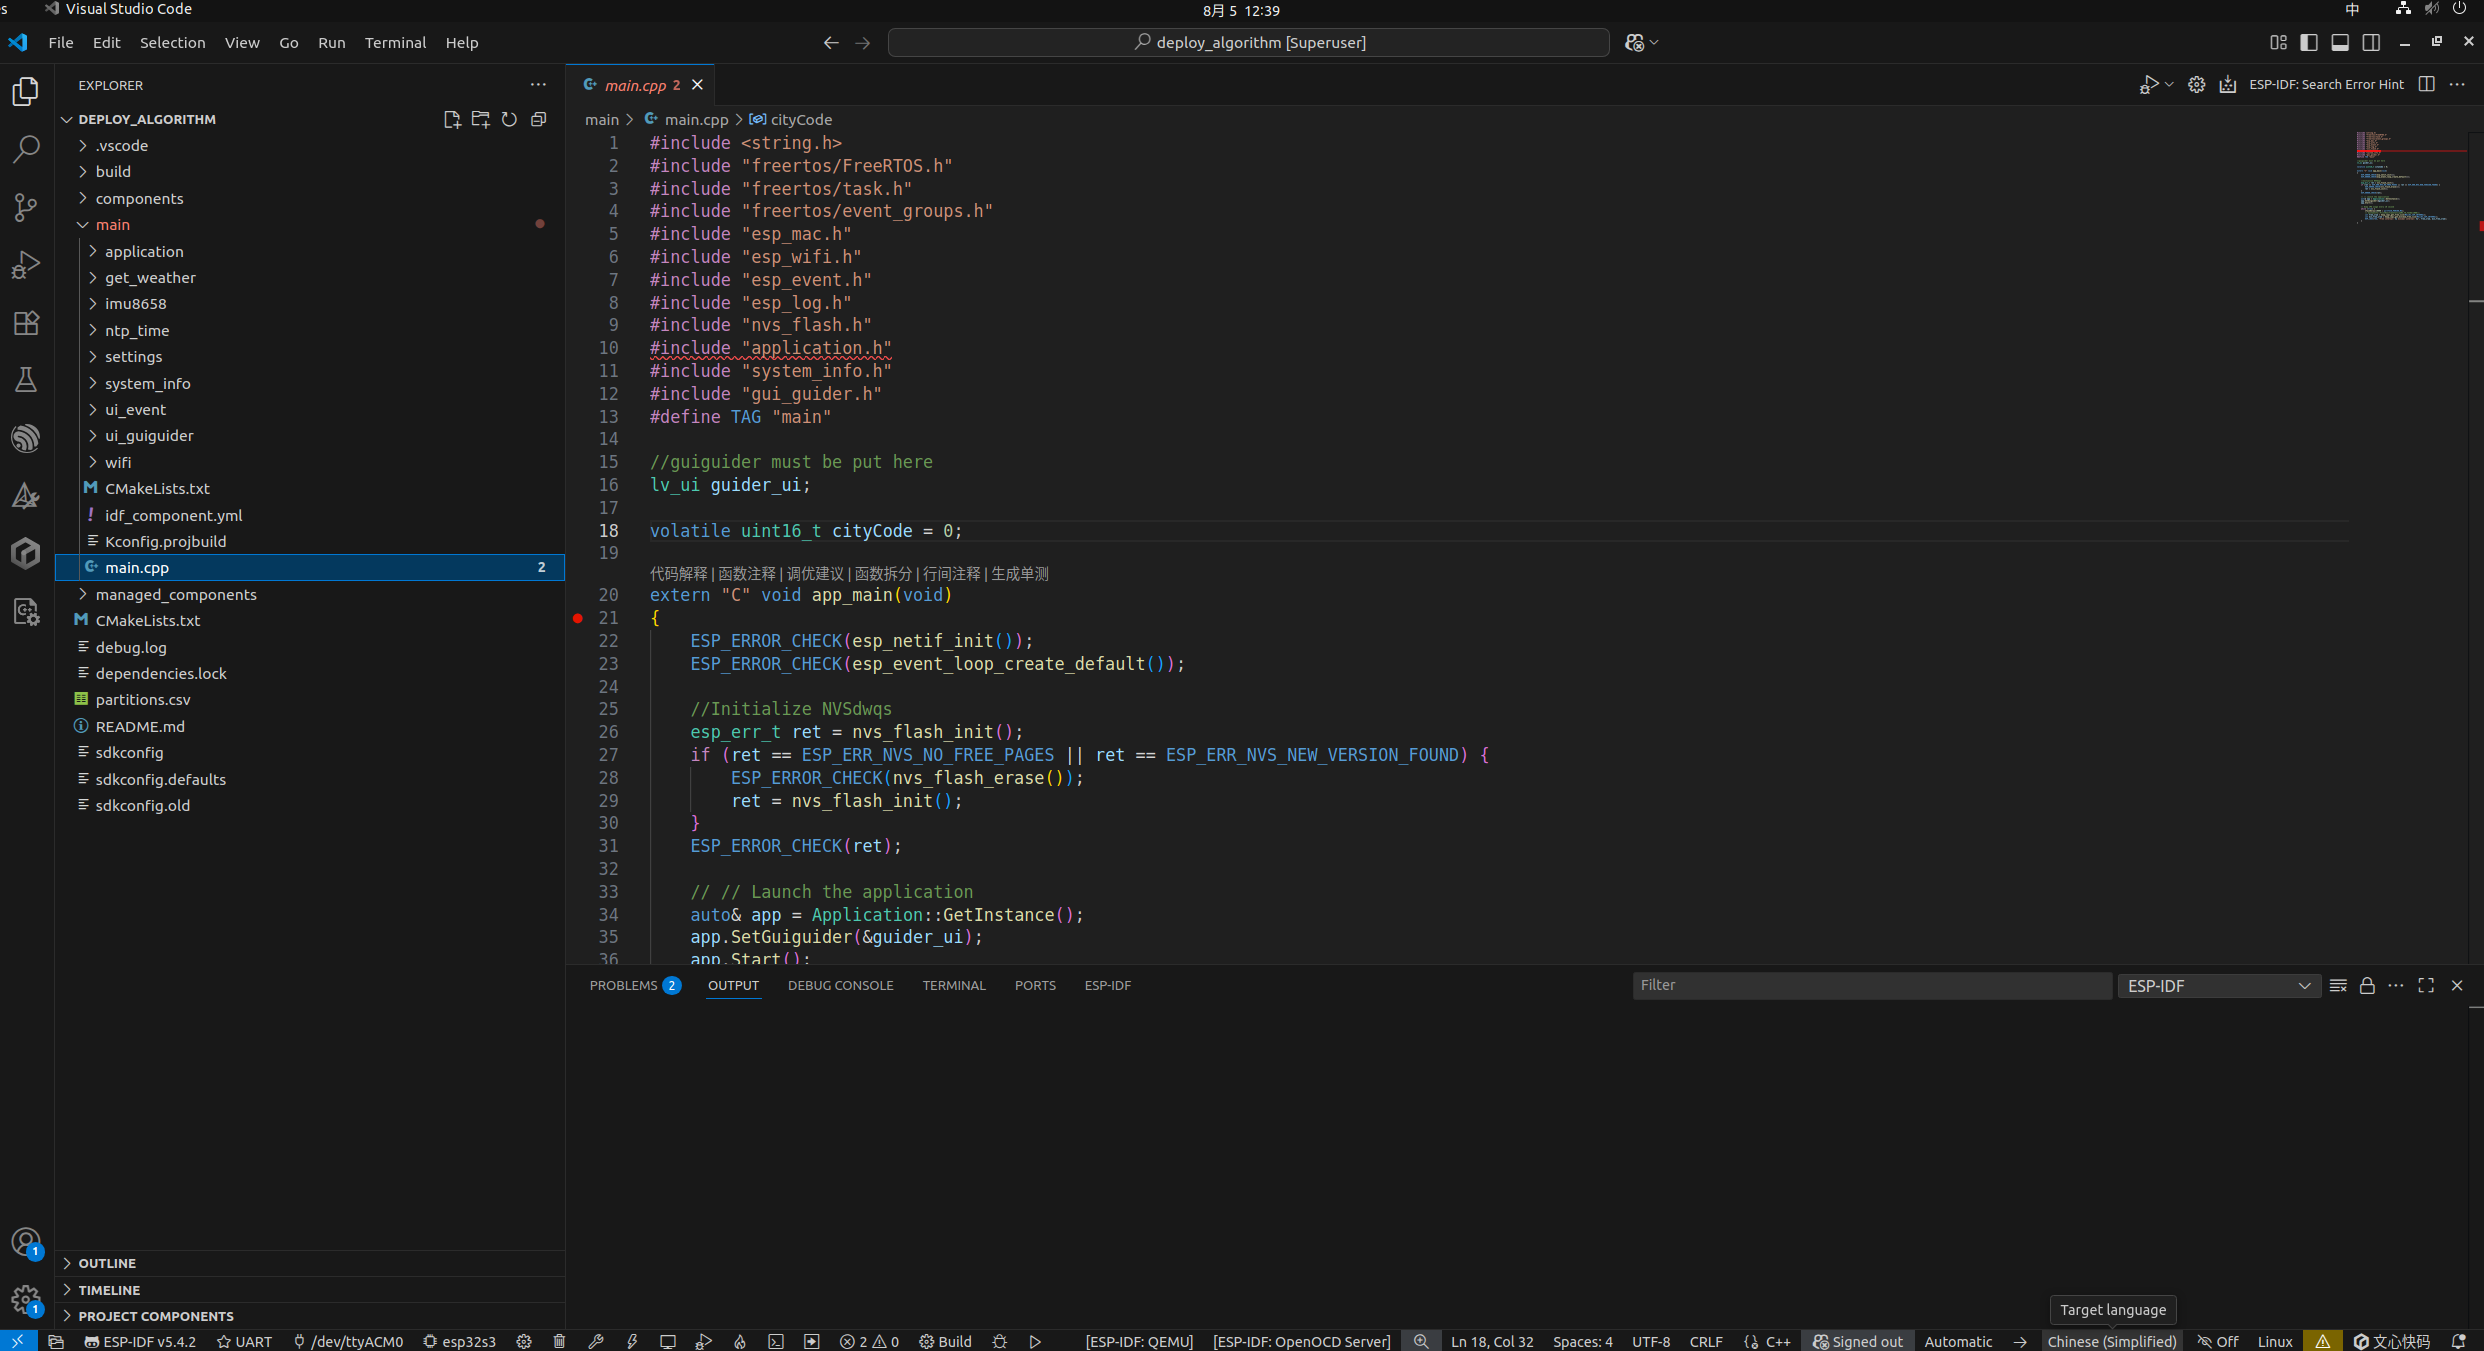 s Visual Studio Code 8月 5 12:39 中
File Edit Selection View Go Run Terminal Help deploy_algorithm [Superuser]
EXPLORER
DEPLOY_ALGORITHM
.vscode
build
components
main
application
get_weather
imu8658
ntp_time
settings
system_info
ui_event
ui_guiguider
wifi
CMakeLists.txt
idf_component.yml
Kconfig.projbuild
main.cpp 2
managed_components
CMakeLists.txt
debug.log
dependencies.lock
partitions.csv
README.md
sdkconfig
sdkconfig.defaults
sdkconfig.old
OUTLINE
TIMELINE
PROJECT COMPONENTS
1
1
main.cpp 2
ESP-IDF: Search Error Hint
main > main.cpp > cityCode
1 #include <string.h>
2 #include "freertos/FreeRTOS.h"
3 #include "freertos/task.h"
4 #include "freertos/event_groups.h"
5 #include "esp_mac.h"
6 #include "esp_wifi.h"
7 #include "esp_event.h"
8 #include "esp_log.h"
9 #include "nvs_flash.h"
10 #include "application.h"
11 #include "system_info.h"
12 #include "gui_guider.h"
13 #define TAG "main"
14
15 //guiguider must be put here
16 lv_ui guider_ui;
17
18 volatile uint16_t cityCode = 0;
19
代码解释 | 函数注释 | 调优建议 | 函数拆分 | 行间注释 | 生成单测
20 extern "C" void app_main(void)
21 {
22 ESP_ERROR_CHECK(esp_netif_init());
23 ESP_ERROR_CHECK(esp_event_loop_create_default());
24
25 //Initialize NVSdwqs
26 esp_err_t ret = nvs_flash_init();
27 if (ret == ESP_ERR_NVS_NO_FREE_PAGES || ret == ESP_ERR_NVS_NEW_VERSION_FOUND) {
28 ESP_ERROR_CHECK(nvs_flash_erase());
29 ret = nvs_flash_init();
30 }
31 ESP_ERROR_CHECK(ret);
32
33 // // Launch the application
34 auto& app = Application::GetInstance();
35 app.SetGuiguider(&guider_ui);
36 app.Start();
PROBLEMS 2 OUTPUT DEBUG CONSOLE TERMINAL PORTS ESP-IDF Filter ESP-IDF
Target language
ESP-IDF v5.4.2 UART /dev/ttyACM0 esp32s3 2 0 Build [ESP-IDF: QEMU] [ESP-IDF: OpenOCD Server] Ln 18, Col 32 Spaces: 4 UTF-8 CRLF {} C++ Signed out Automatic → Chinese (Simplified) Off Linux 文心快码